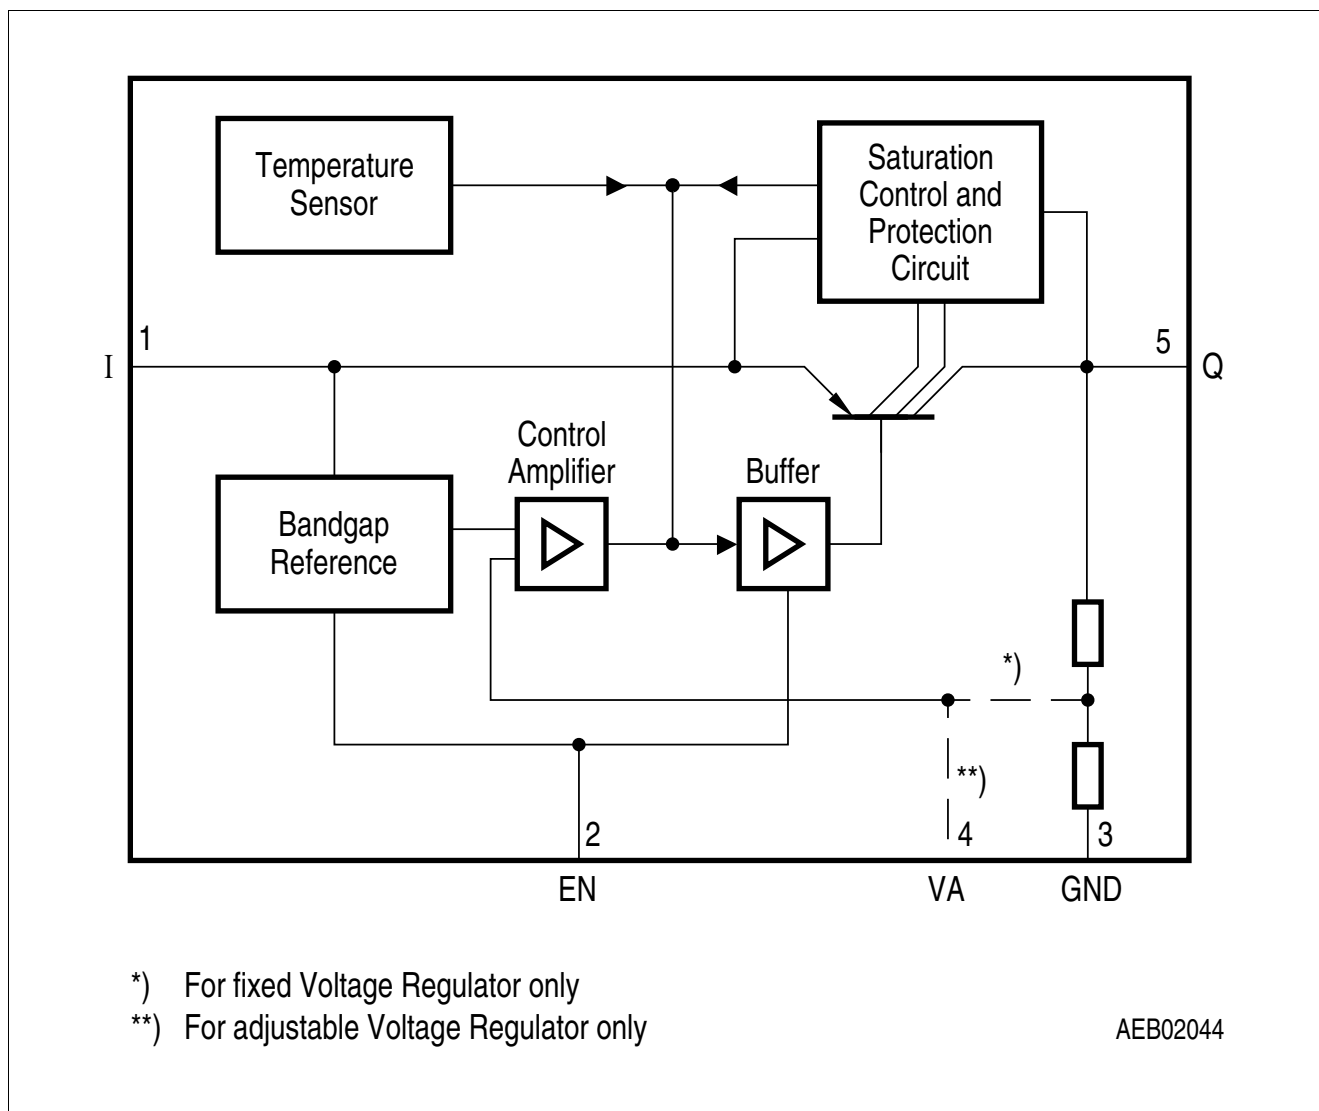 Temperature
Sensor
Saturation
Control and
Protection
Circuit
1
I
5
Q
Control
Amplifier
Buffer
Bandgap
Reference
*)
**)
2
4
3
EN
VA
GND
*) For fixed Voltage Regulator only
**) For adjustable Voltage Regulator only
AEB02044